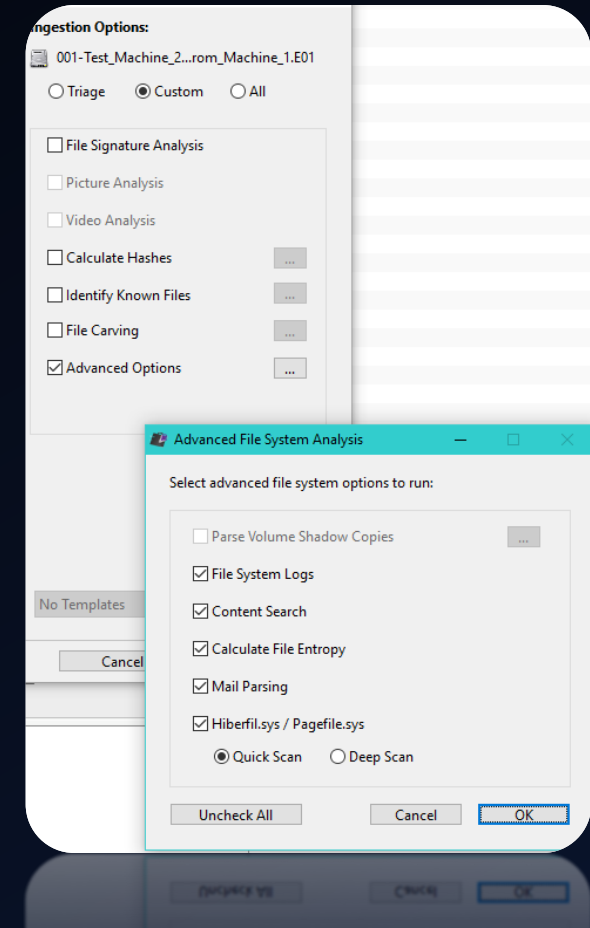 ngestion Options:
001-Test_Machine_2...rom_Machine_1.E01
Triage Custom All
File Signature Analysis
Picture Analysis
Video Analysis
Calculate Hashes ...
Identify Known Files ...
File Carving ...
Advanced Options ...
Advanced File System Analysis
Select advanced file system options to run:
Parse Volume Shadow Copies ...
File System Logs
No Templates
Content Search
Calculate File Entropy
Cancel
Mail Parsing
Hiberfil.sys / Pagefile.sys
Quick Scan Deep Scan
Uncheck All Cancel OK